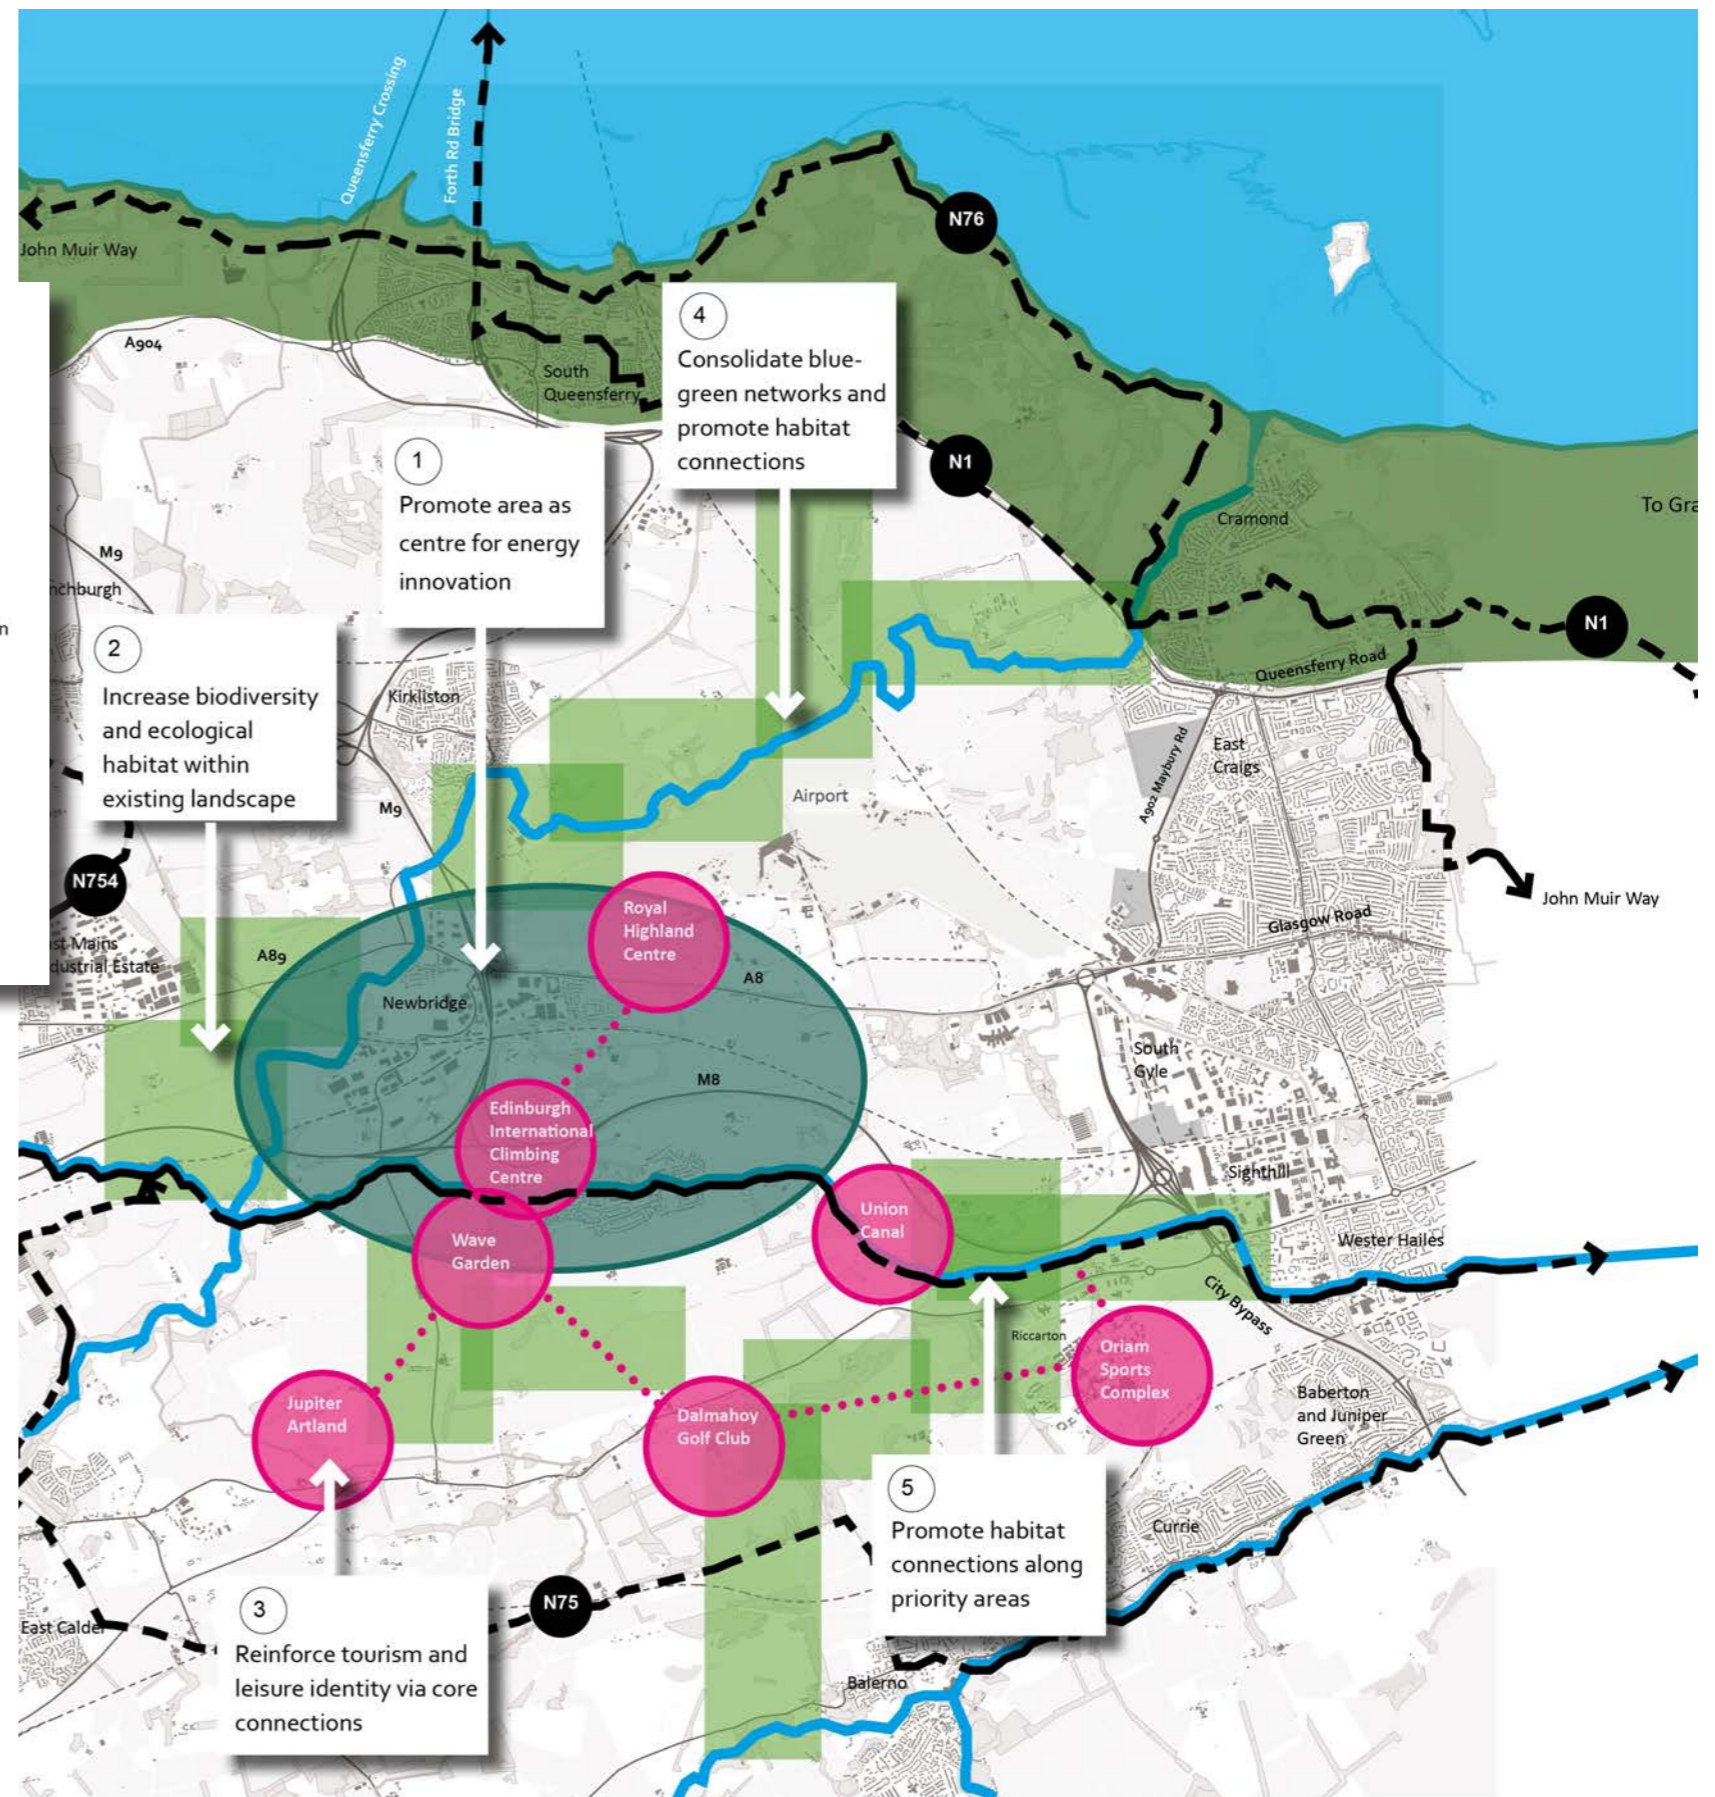 Queensferry Crossing
Forth Rd Bridge
N76
John Muir Way
A904
South
Queensferry
4
Consolidate blue-
green networks and
promote habitat
connections
1
Promote area as
centre for energy
innovation
N1
Cramond
To
M9
N1
2
Increase biodiversity
and ecological
habitat within
existing landscape
Kirkliston
Queensferry Road
East
Craigs
A902 Maybury Rd
M9
Airport
N754
John Muir Way
Mains
Estate
A89
Royal
Highland
Centre
Glasgow Road
A8
Newbridge
South
Gyle
M8
Edinburgh
International
Climbing
Centre
Sighthill
Union
Canal
Wave
Garden
Wester Hailes
City Bypass
Riccarton
Oriam
Sports
Complex
Jupiter
Artland
Dalmahoy
Golf Club
Baberton
and Juniper
Green
5
Promote habitat
connections along
priority areas
Currie
N75
3
Reinforce tourism and
leisure identity via core
connections
East Calder
Balerno